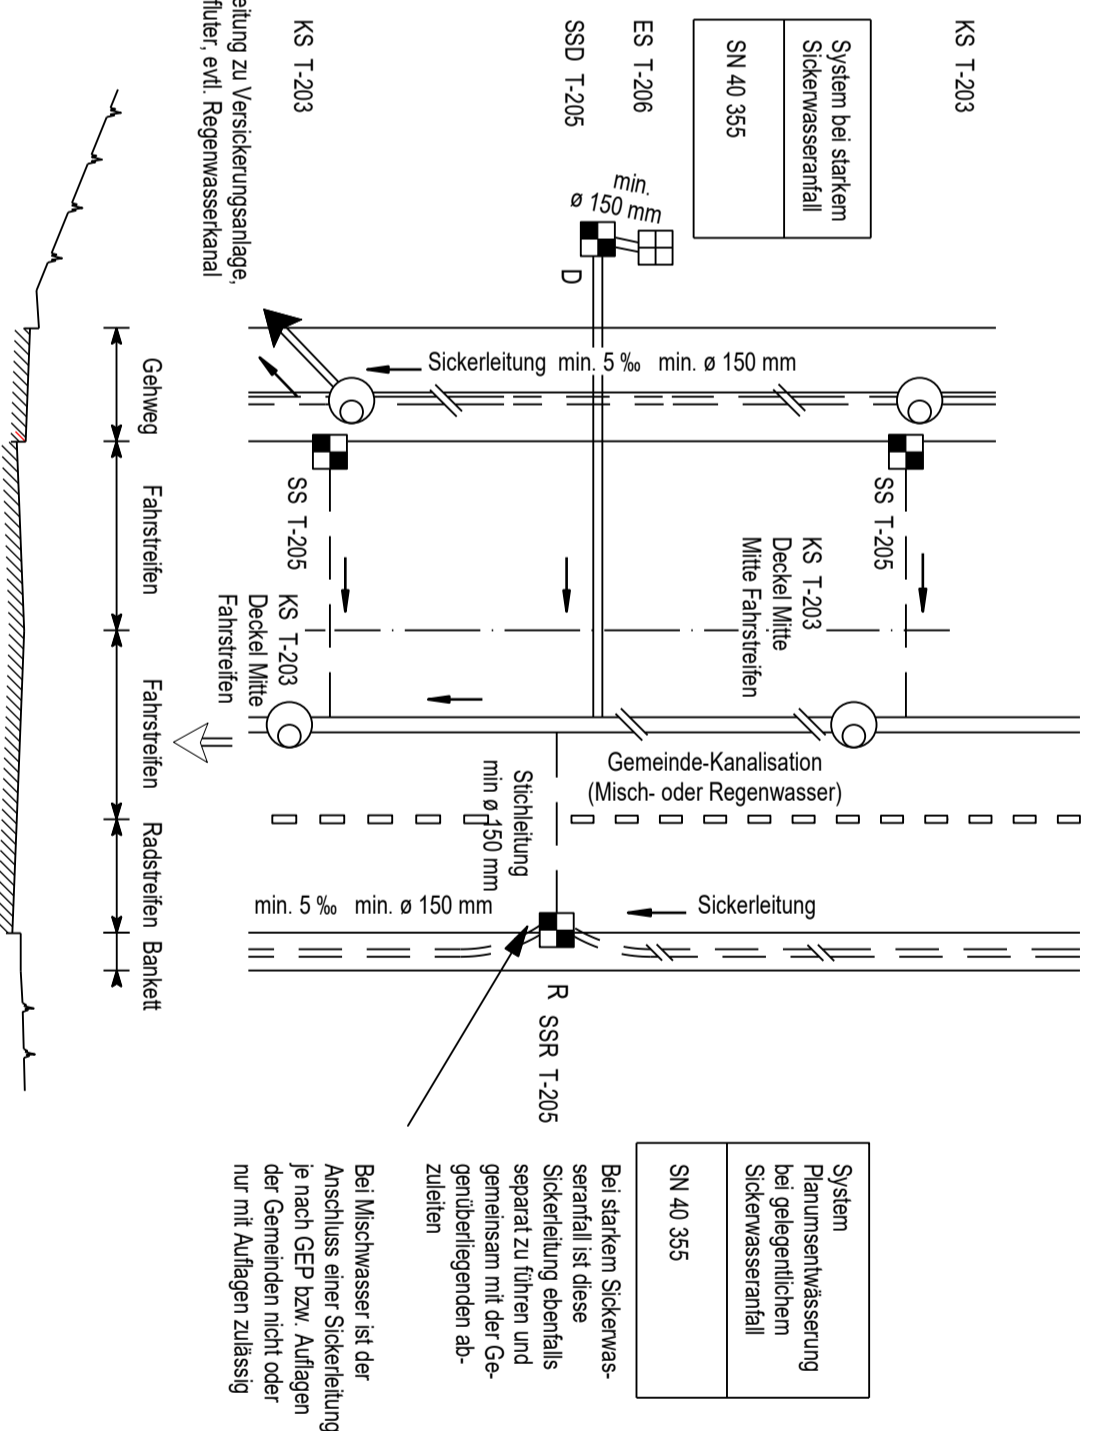 KS T-203
System bei starkem
Sickerwasseranfall
SN 40 355
ES T-206
SSD T-205
KS T-203
eitung zu Versickerungsanlage,
fluter, evtl. Regenwasserkanal
min.
ø 150 mm
D
Sickerleitung min. 5 ‰ min. ø 150 mm
SS T-205
SS T-205
KS T-203
Deckel Mitte
Mitte Fahrstreifen
KS T-203
Deckel Mitte
Fahrstreifen
Gemeinde-Kanalisation
(Misch- oder Regenwasser)
Stichleitung
min ø 150 mm
min. 5 ‰ min. ø 150 mm
Sickerleitung
R SSR T-205
Gehweg
Fahrstreifen
Fahrstreifen
Radstreifen
Bankett
System
Planumsentwässerung
bei gelegentlichem
Sickerwasseranfall
SN 40 355
Bei starkem Sickerwas-
seranfall ist diese
Sickerleitung ebenfalls
separat zu führen und
gemeinsam mit der Ge-
genüberliegenden ab-
zuleiten
Bei Mischwasser ist der
Anschluss einer Sickerleitung
je nach GEP bzw. Auflagen
der Gemeinden nicht oder
nur mit Auflagen zulässig